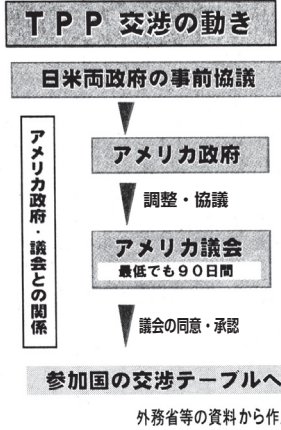 TPP 交渉の動き
日米両政府の事前協議
アメリカ政府・議会との関係
アメリカ政府
調整・協議
アメリカ議会
最低でも90日間
議会の同意・承認
参加国の交渉テーブルへ
外務省等の資料から作